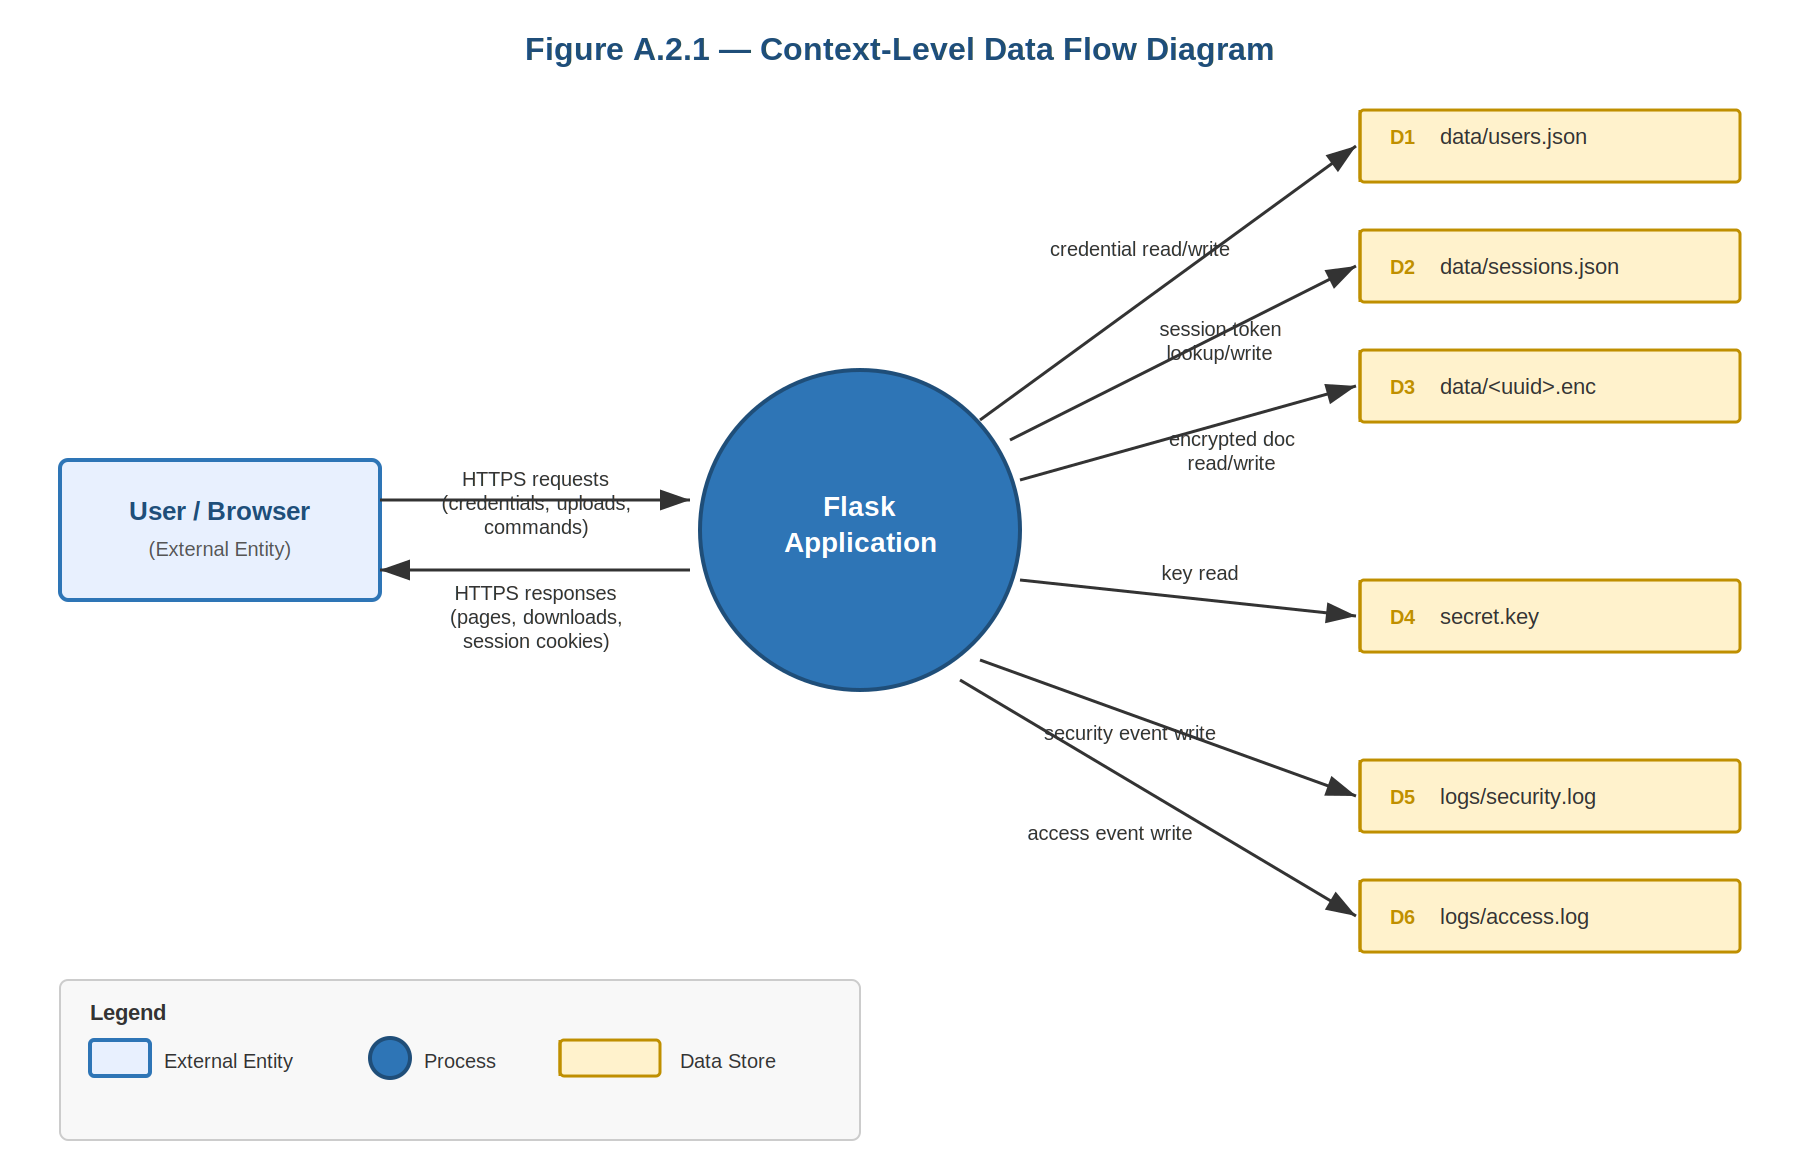 Figure A.2.1 — Context-Level Data Flow Diagram
D1 data/users.json
credential read/write
D2 data/sessions.json
session token
lookup/write
D3 data/<uuid>.enc
encrypted doc
read/write
User / Browser
(External Entity)
HTTPS requests
(credentials, uploads,
commands)
HTTPS responses
(pages, downloads,
session cookies)
Flask
Application
key read
D4 secret.key
security event write
D5 logs/security.log
access event write
D6 logs/access.log
Legend
External Entity
Process
Data Store